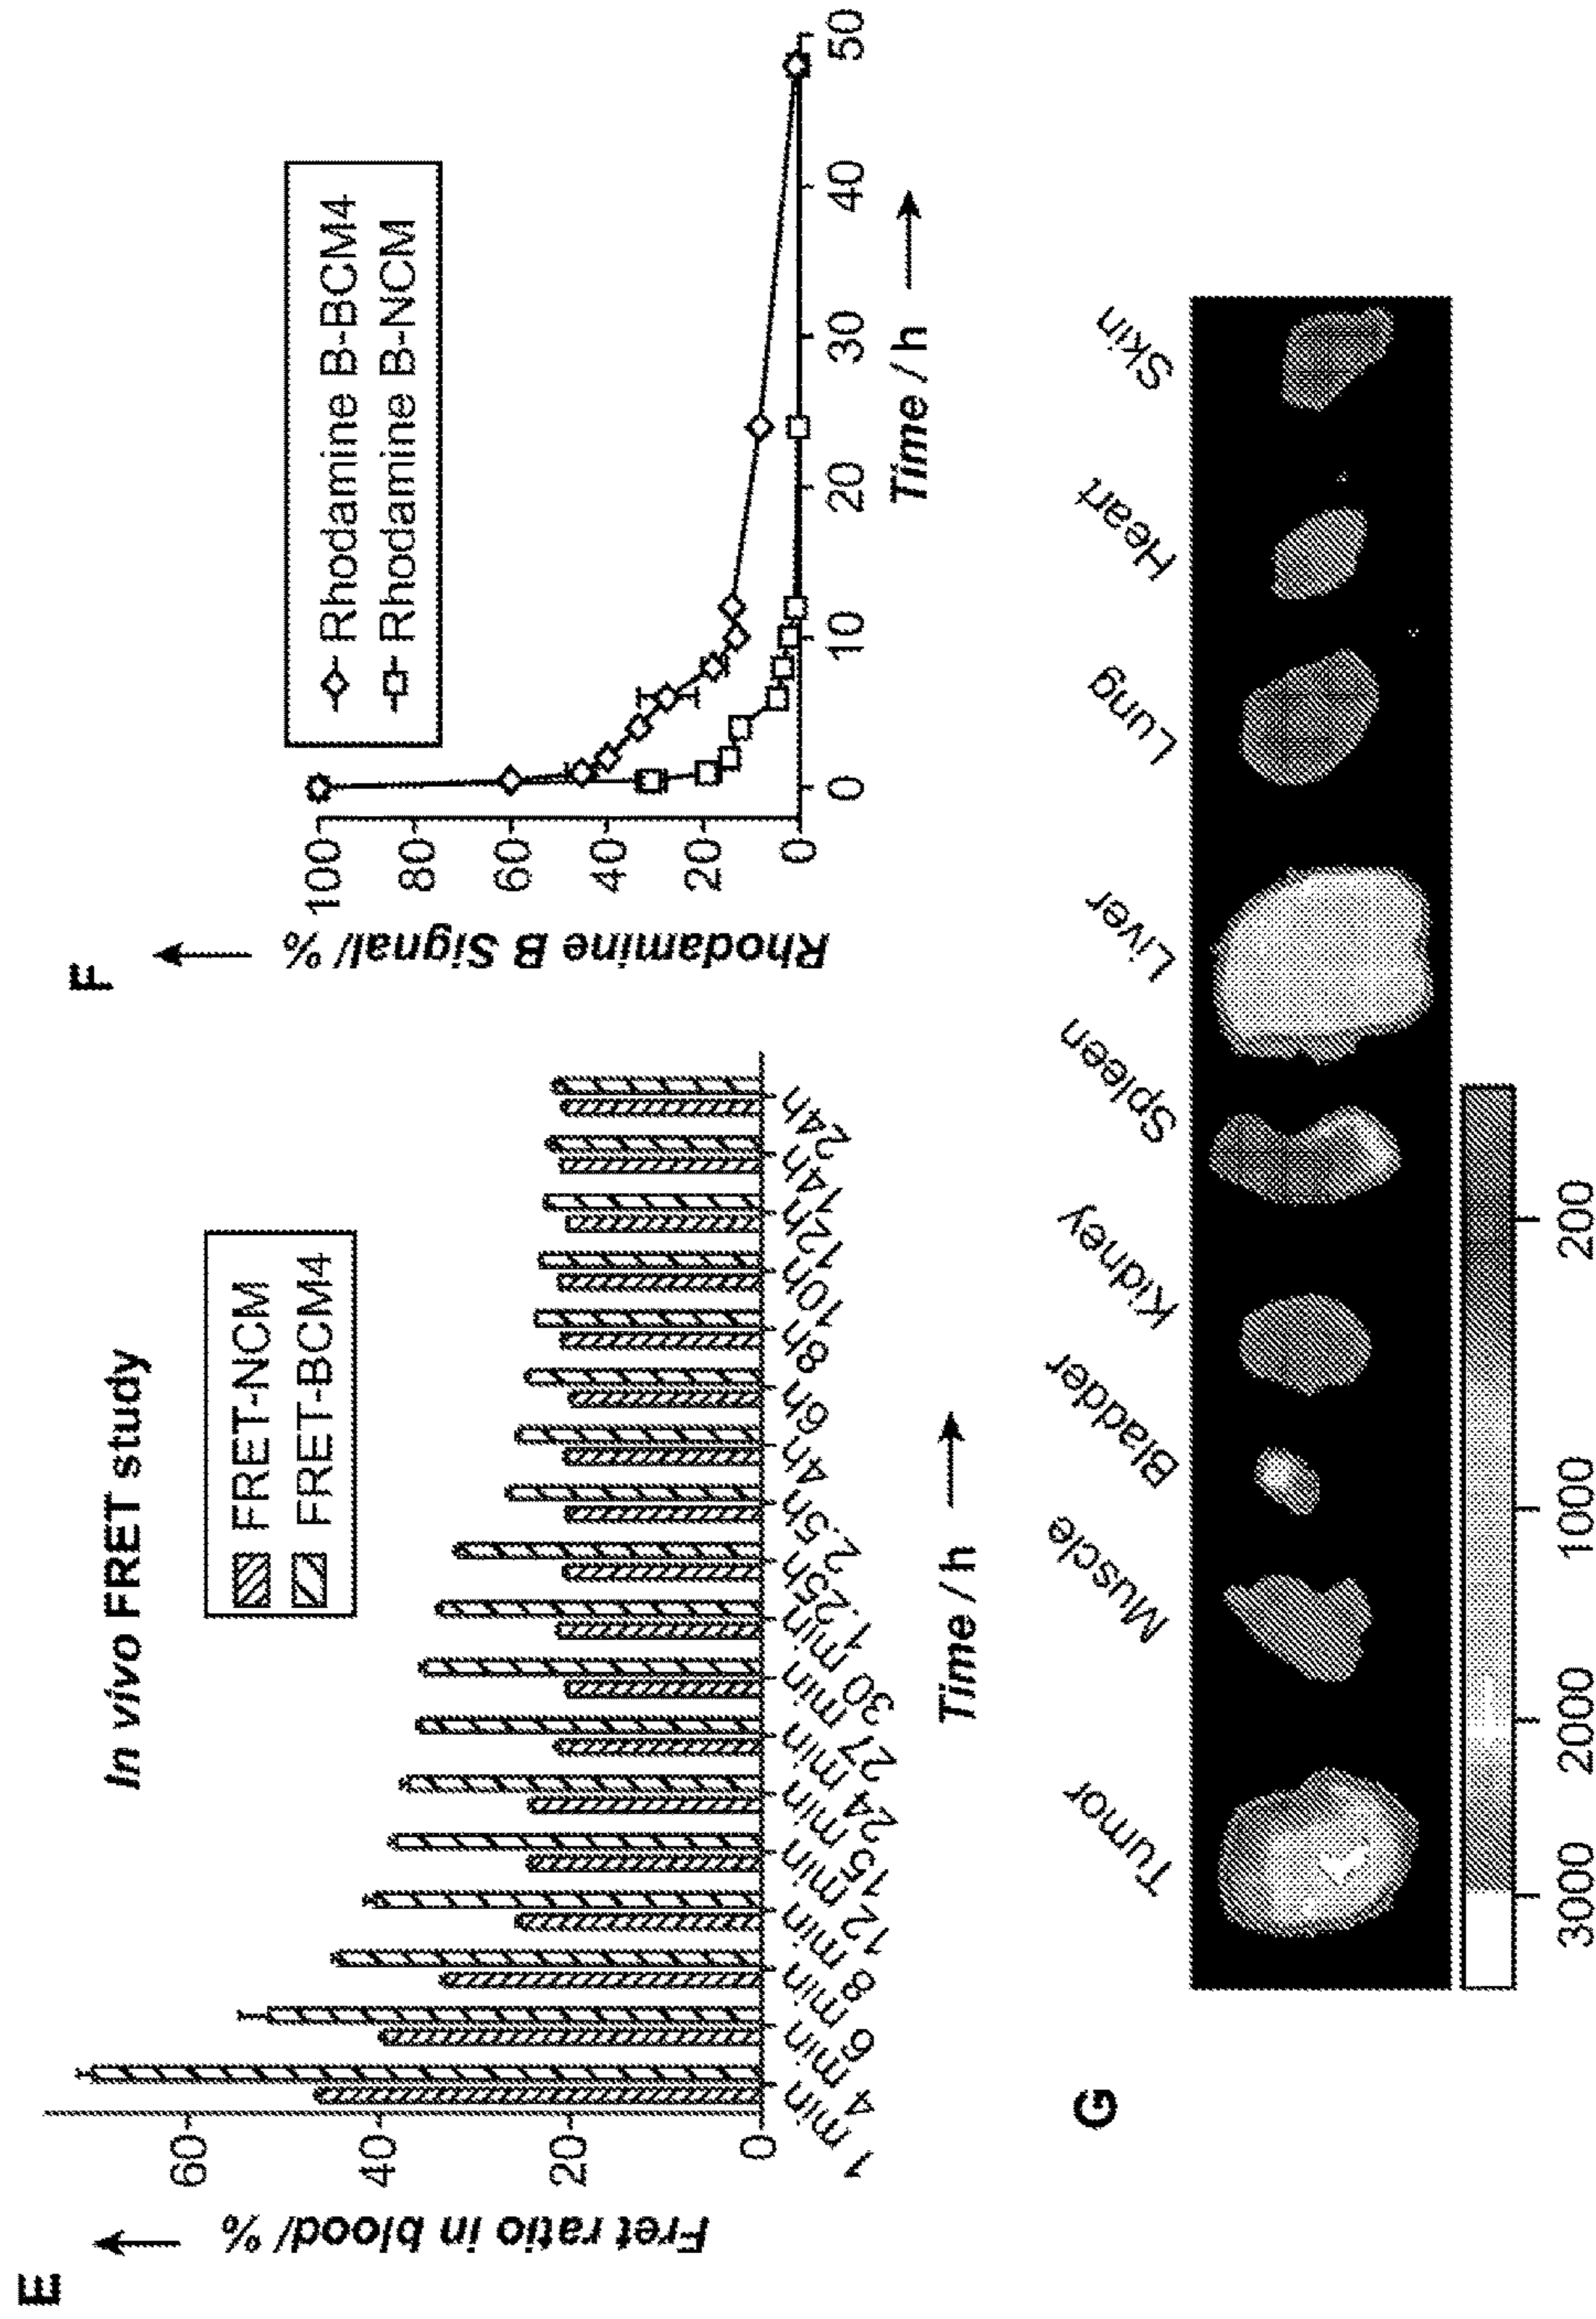 E
In vivo FRET study
FRET-NCM
FRET-BCM4
Fret ratio in blood/ %
60
40
20
0
1 min
4 min
6 min
8 min
12 min
15 min
24 min
27 min
30 min
1.25h
2.5h
4h
6h
8h
10h
12h
14h
24h
Time / h
F
Rhodamine B-BCM4
Rhodamine B-NCM
Rhodamine B Signal/ %
100
80
60
40
20
0
0 10 20 30 40 50
Time / h
G
Tumor Muscle Bladder Kidney Spleen Liver Lung Heart Skin
3000 2000 1000 200